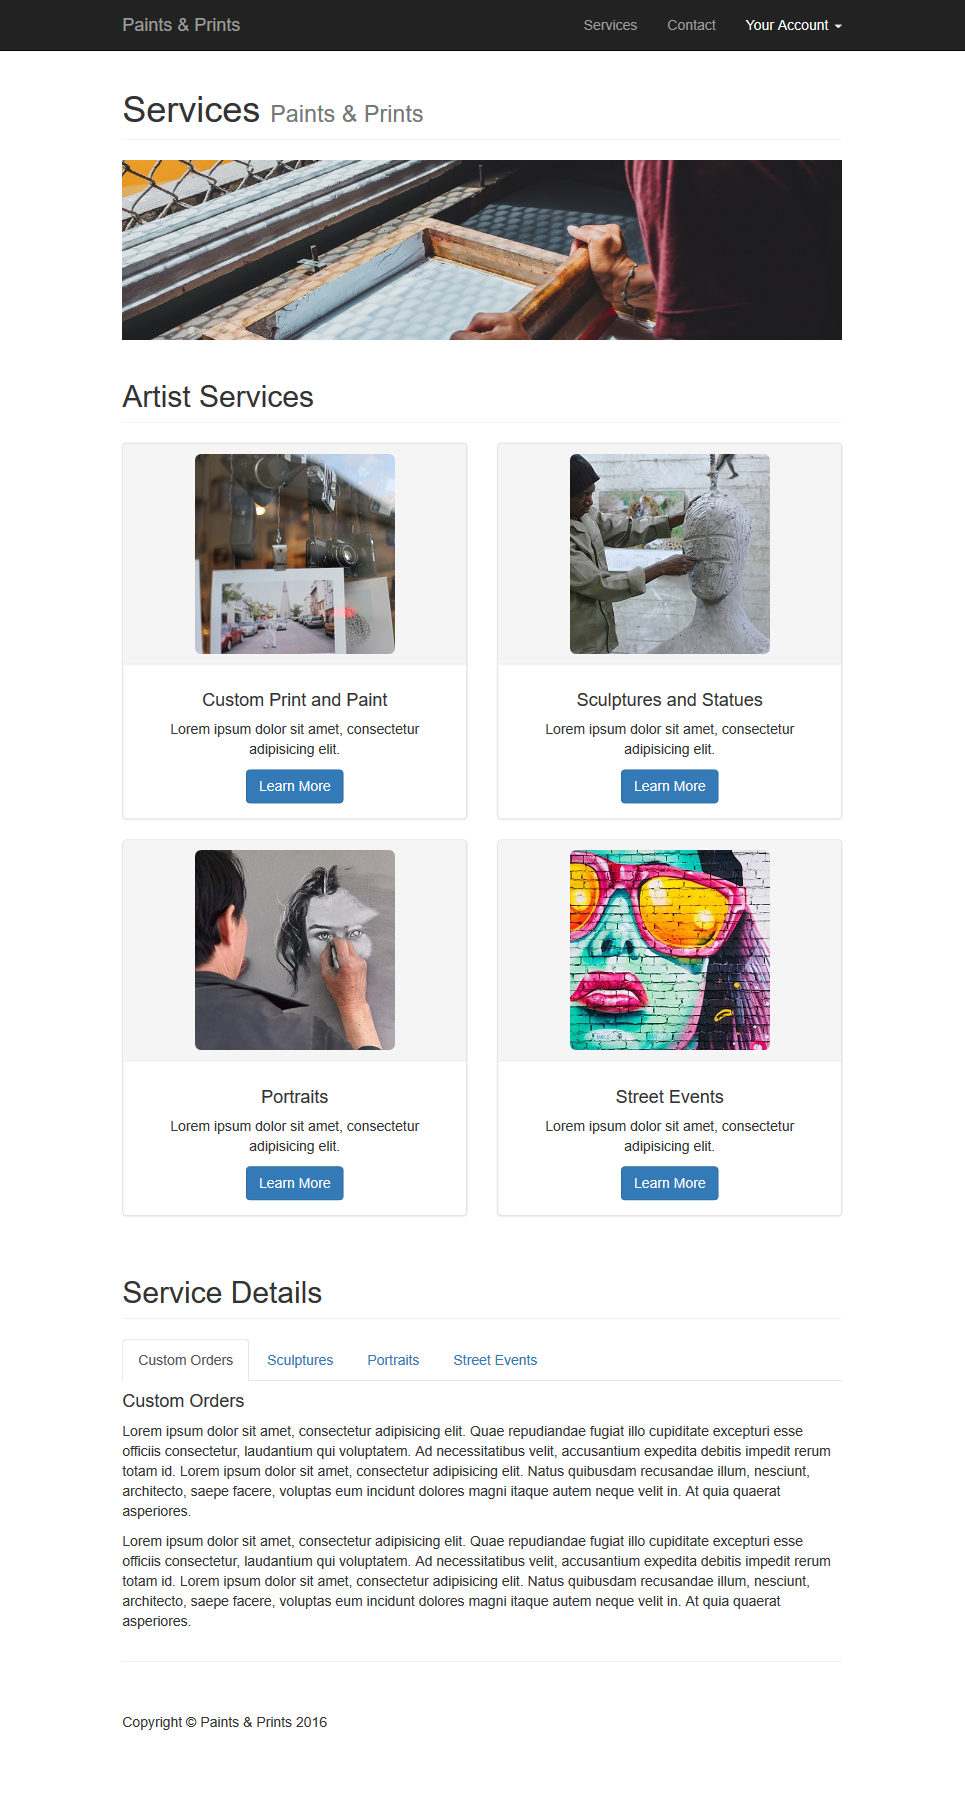 Paints & Prints
Services
Contact
Your Account
Services Paints & Prints
Artist Services
Custom Print and Paint
Lorem ipsum dolor sit amet, consectetur
adipisicing elit.
Learn More
Sculptures and Statues
Lorem ipsum dolor sit amet, consectetur
adipisicing elit.
Learn More
Portraits
Lorem ipsum dolor sit amet, consectetur
adipisicing elit.
Learn More
Street Events
Lorem ipsum dolor sit amet, consectetur
adipisicing elit.
Learn More
Service Details
Custom Orders
Sculptures
Portraits
Street Events
Custom Orders
Lorem ipsum dolor sit amet, consectetur adipisicing elit. Quae repudiandae fugiat illo cupiditate excepturi esse
officiis consectetur, laudantium qui voluptatem. Ad necessitatibus velit, accusantium expedita debitis impedit rerum
totam id. Lorem ipsum dolor sit amet, consectetur adipisicing elit. Natus quibusdam recusandae illum, nesciunt,
architecto, saepe facere, voluptas eum incidunt dolores magni itaque autem neque velit in. At quia quaerat
asperiores.
Lorem ipsum dolor sit amet, consectetur adipisicing elit. Quae repudiandae fugiat illo cupiditate excepturi esse
officiis consectetur, laudantium qui voluptatem. Ad necessitatibus velit, accusantium expedita debitis impedit rerum
totam id. Lorem ipsum dolor sit amet, consectetur adipisicing elit. Natus quibusdam recusandae illum, nesciunt,
architecto, saepe facere, voluptas eum incidunt dolores magni itaque autem neque velit in. At quia quaerat
asperiores.
Copyright © Paints & Prints 2016